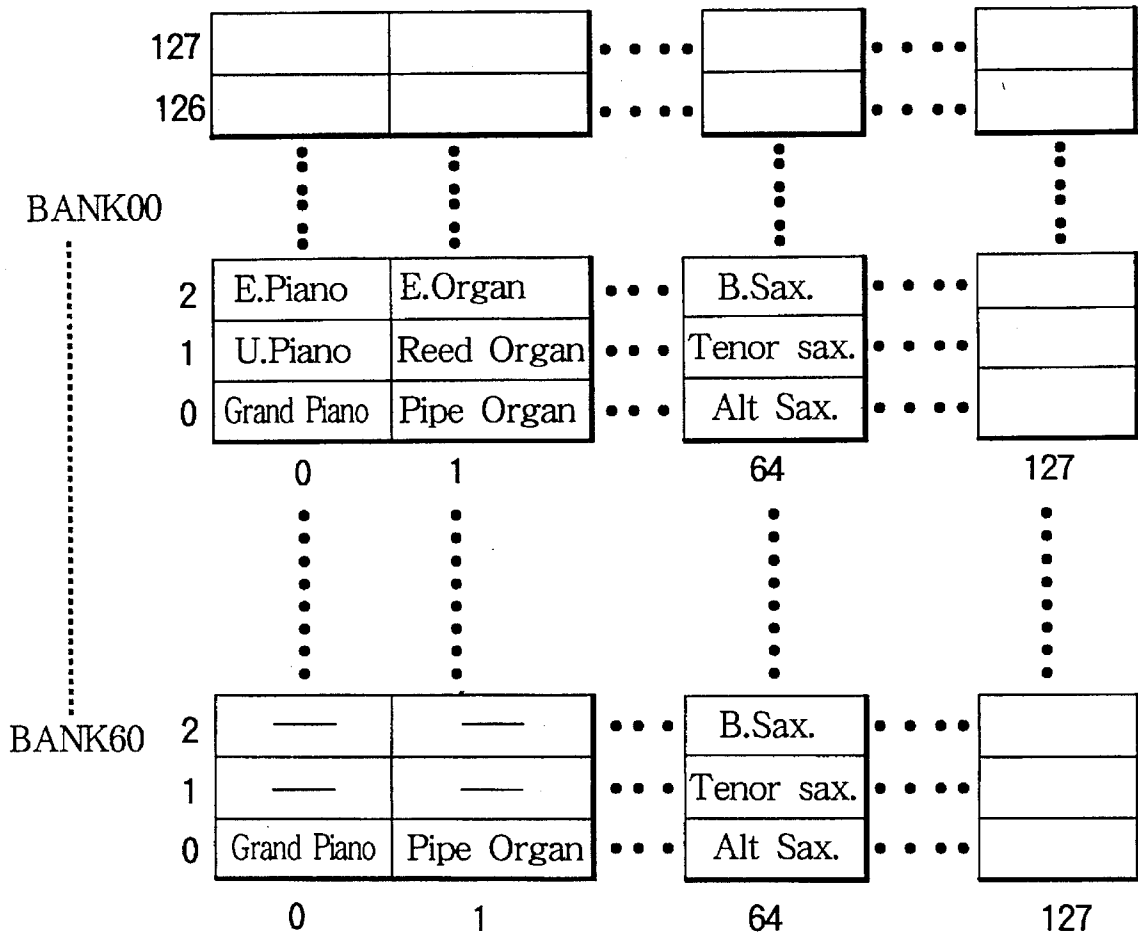 127
126
BANK00
2 E.Piano E.Organ B.Sax.
1 U.Piano Reed Organ Tenor sax.
0 Grand Piano Pipe Organ Alt Sax.
0 1 64 127
BANK60 2 — — B.Sax.
1 — — Tenor sax.
0 Grand Piano Pipe Organ Alt Sax.
0 1 64 127